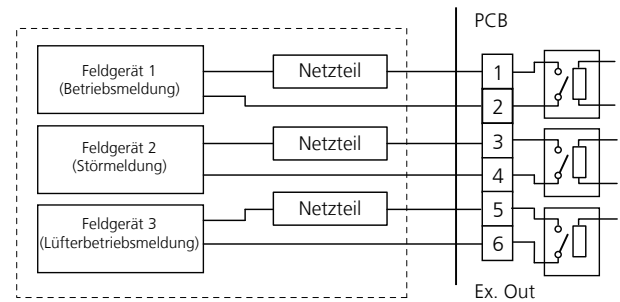 PCB
Feldgerät 1
(Betriebsmeldung)
Netzteil
1
2
Feldgerät 2
(Störmeldung)
Netzteil
3
4
Feldgerät 3
(Lüfterbetriebsmeldung)
Netzteil
5
6
Ex. Out